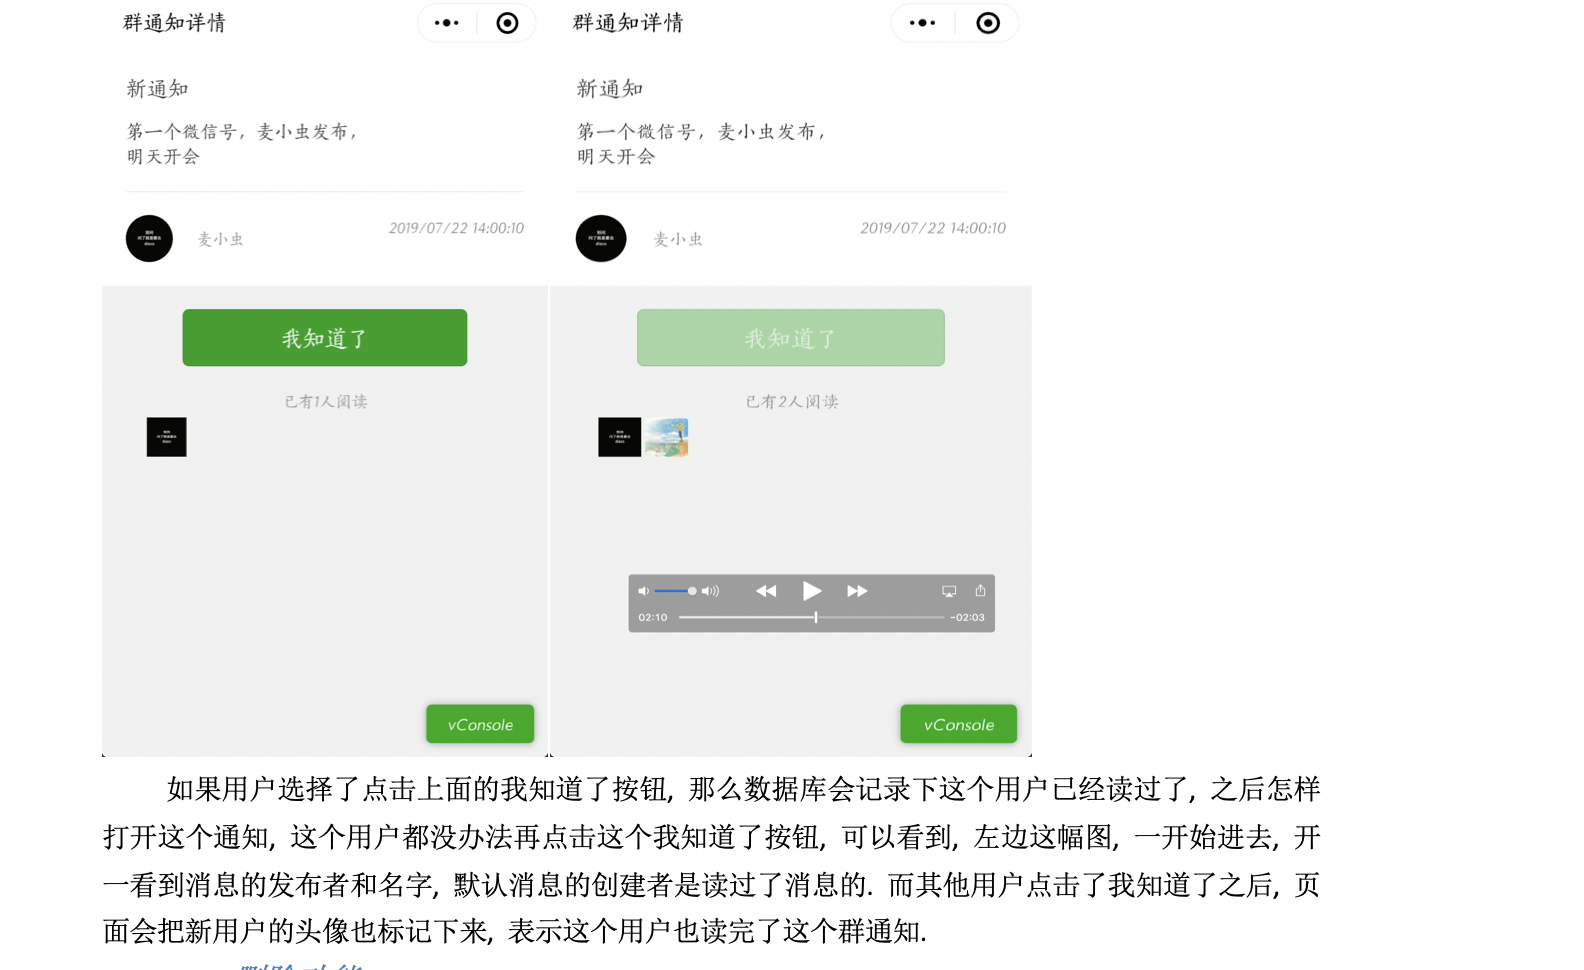 群通知详情
新通知
第一个微信号，麦小虫发布，
明天开会
麦小虫
2019/07/22 14:00:10
我知道了
已有1人阅读
vConsole
群通知详情
新通知
第一个微信号，麦小虫发布，
明天开会
麦小虫
2019/07/22 14:00:10
我知道了
已有2人阅读
02:10
-02:03
vConsole
如果用户选择了点击上面的我知道了按钮, 那么数据库会记录下这个用户已经读过了, 之后怎样
打开这个通知, 这个用户都没办法再点击这个我知道了按钮, 可以看到, 左边这幅图, 一开始进去, 开
一看到消息的发布者和名字, 默认消息的创建者是读过了消息的. 而其他用户点击了我知道了之后, 页
面会把新用户的头像也标记下来, 表示这个用户也读完了这个群通知.